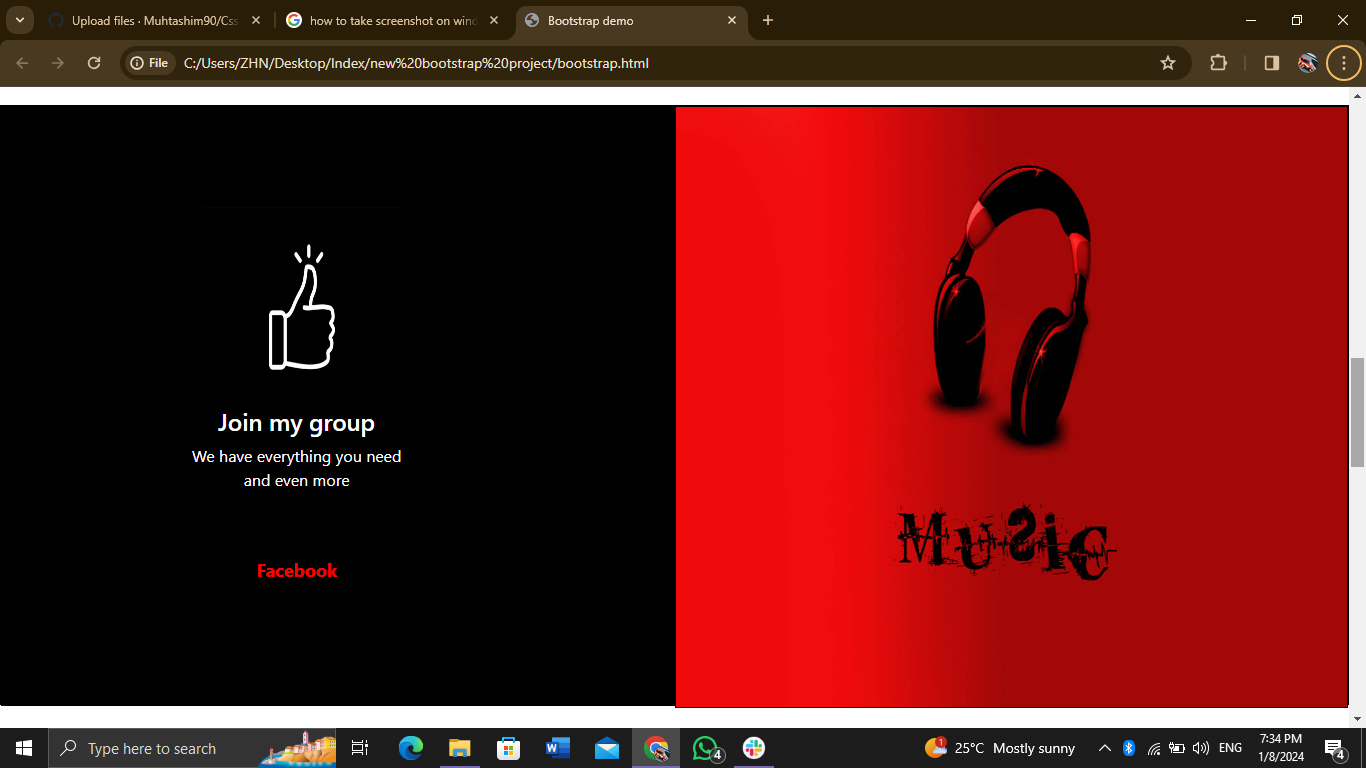 Upload files · Muhtashim90/Css
how to take screenshot on wind
Bootstrap demo
File
C:/Users/ZHN/Desktop/Index/new%20bootstrap%20project/bootstrap.html
Join my group
We have everything you need
and even more
Facebook
MUSIC
Type here to search
1
4
25°C Mostly sunny
ENG
7:34 PM
1/8/2024
4